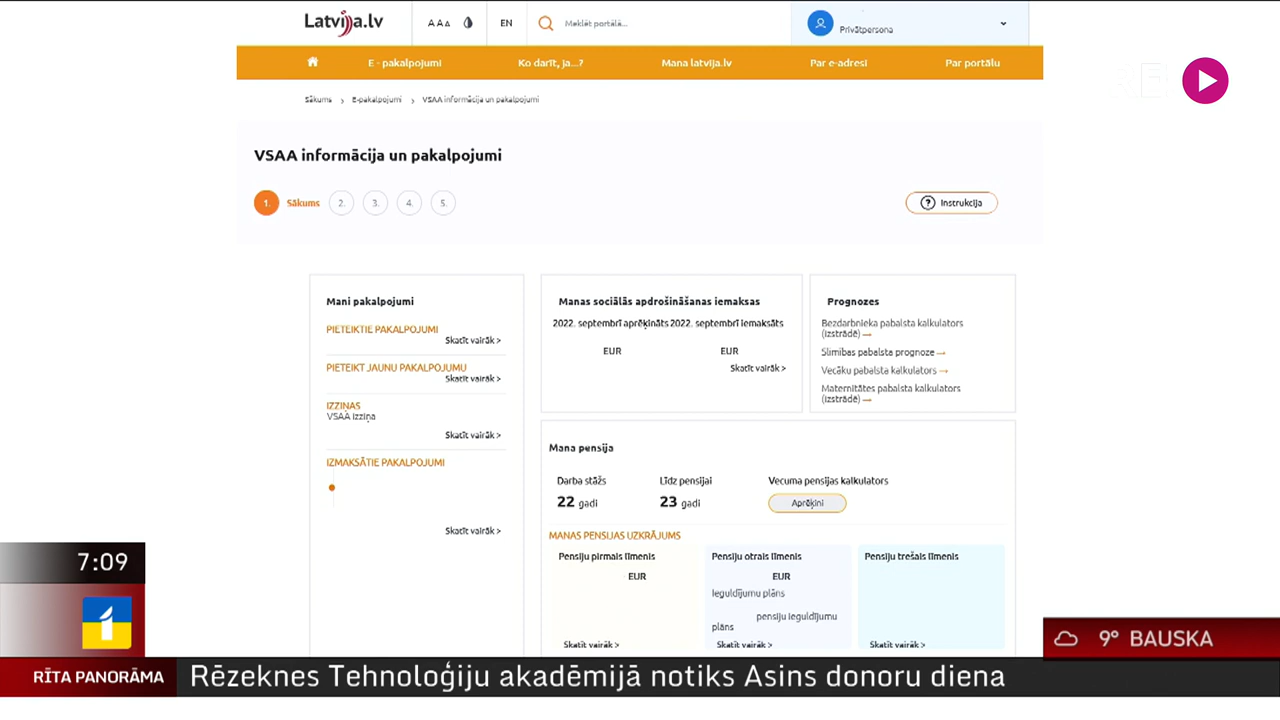 Latvija.lv
A A A
EN
Meklēt portālā...
Privātpersona
E - pakalpojumi
Ko darīt, ja...?
Mana latvija.lv
Par e-adresi
Par portālu
Sākums
E-pakalpojumi
VSAA informācija un pakalpojumi
VSAA informācija un pakalpojumi
1. Sākums 2. 3. 4. 5.
? Instrukcija
Mani pakalpojumi
PIETEIKTIE PAKALPOJUMI
Skatīt vairāk >
PIETEIKT JAUNU PAKALPOJUMU
Skatīt vairāk >
IZZIŅAS
VSAA izziņa
Skatīt vairāk >
IZMAKSĀTIE PAKALPOJUMI
Skatīt vairāk >
Manas sociālās apdrošināšanas iemaksas
2022. septembrī aprēķināts 2022. septembrī iemaksāts
EUR EUR
Skatīt vairāk >
Prognozes
Bezdarbnieka pabalsta kalkulators
(izstrādē) →
Slimības pabalsta prognoze →
Vecāku pabalsta kalkulators →
Maternitātes pabalsta kalkulators
(izstrādē) →
Mana pensija
Darba stāžs
22 gadi
Līdz pensijai
23 gadi
Vecuma pensijas kalkulators
Aprēķini
MANAS PENSIJAS UZKRĀJUMS
Pensiju pirmais līmenis
EUR
Skatīt vairāk >
Pensiju otrais līmenis
EUR
Ieguldījumu plāns
pensiju ieguldījumu
plāns
Skatīt vairāk >
Pensiju trešais līmenis
Skatīt vairāk >
7:09
1
9° BAUSKA
RĪTA PANORĀMA
Rēzeknes Tehnoloģiju akadēmijā notiks Asins donoru diena